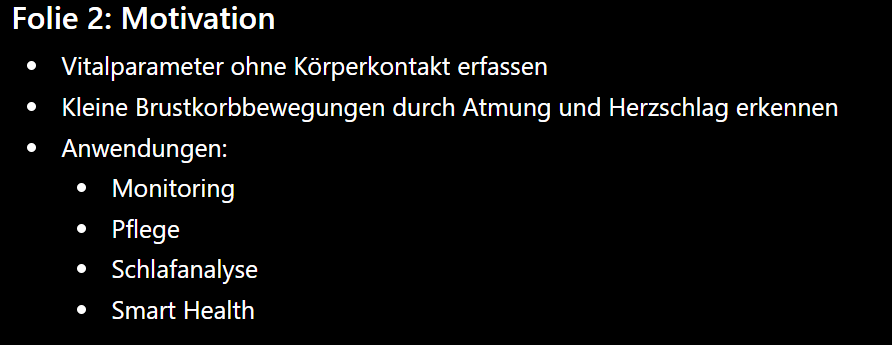 Folie 2: Motivation
• Vitalparameter ohne Körperkontakt erfassen
• Kleine Brustkorbbewegungen durch Atmung und Herzschlag erkennen
• Anwendungen:
• Monitoring
• Pflege
• Schlafanalyse
• Smart Health